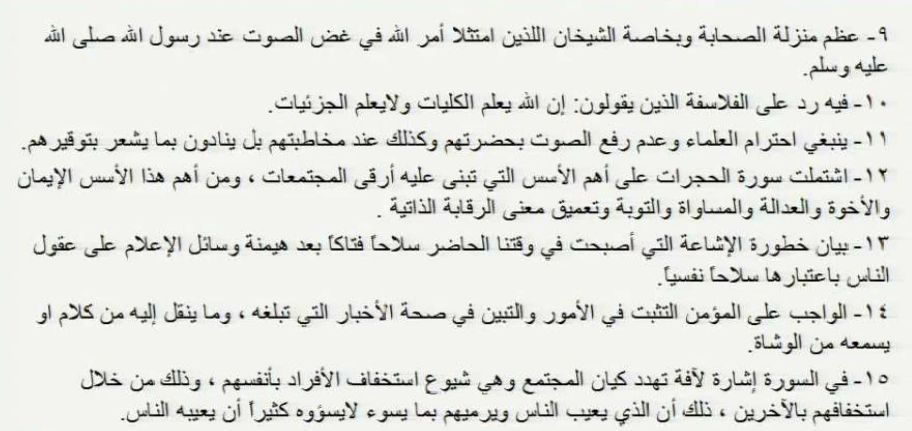 ٩- عظم منزلة الصحابة وبخاصة الشيخان اللذين امتثلا أمر الله في غض الصوت عند رسول الله صلى الله
عليه وسلم.
١٠- فيه رد على الفلاسفة الذين يقولون: إن الله يعلم الكليات ولايعلم الجزئيات.
١١- ينبغي احترام العلماء وعدم رفع الصوت بحضرتهم وكذلك عند مخاطبتهم بل ينادون بما يشعر بتوقيرهم.
١٢- اشتملت سورة الحجرات على أهم الأسس التي تبنى عليه أرقى المجتمعات ، ومن أهم هذا الأسس الإيمان
والأخوة والعدالة والمساواة والتوبة وتعميق معنى الرقابة الذاتية .
١٣- بيان خطورة الإشاعة التي أصبحت في وقتنا الحاضر سلاحاً فتاكاً بعد هيمنة وسائل الإعلام على عقول
الناس باعتبارها سلاحاً نفسياً.
١٤- الواجب على المؤمن التثبت في الأمور والتبين في صحة الأخبار التي تبلغه ، وما ينقل إليه من كلام او
يسمعه من الوشاة.
١٥- في السورة إشارة لآفة تهدد كيان المجتمع وهي شيوع استخفاف الأفراد بأنفسهم ، وذلك من خلال
استخفافهم بالآخرين ، ذلك أن الذي يعيب الناس ويرميهم بما يسوء لايسؤوه كثيراً أن يعيبه الناس.